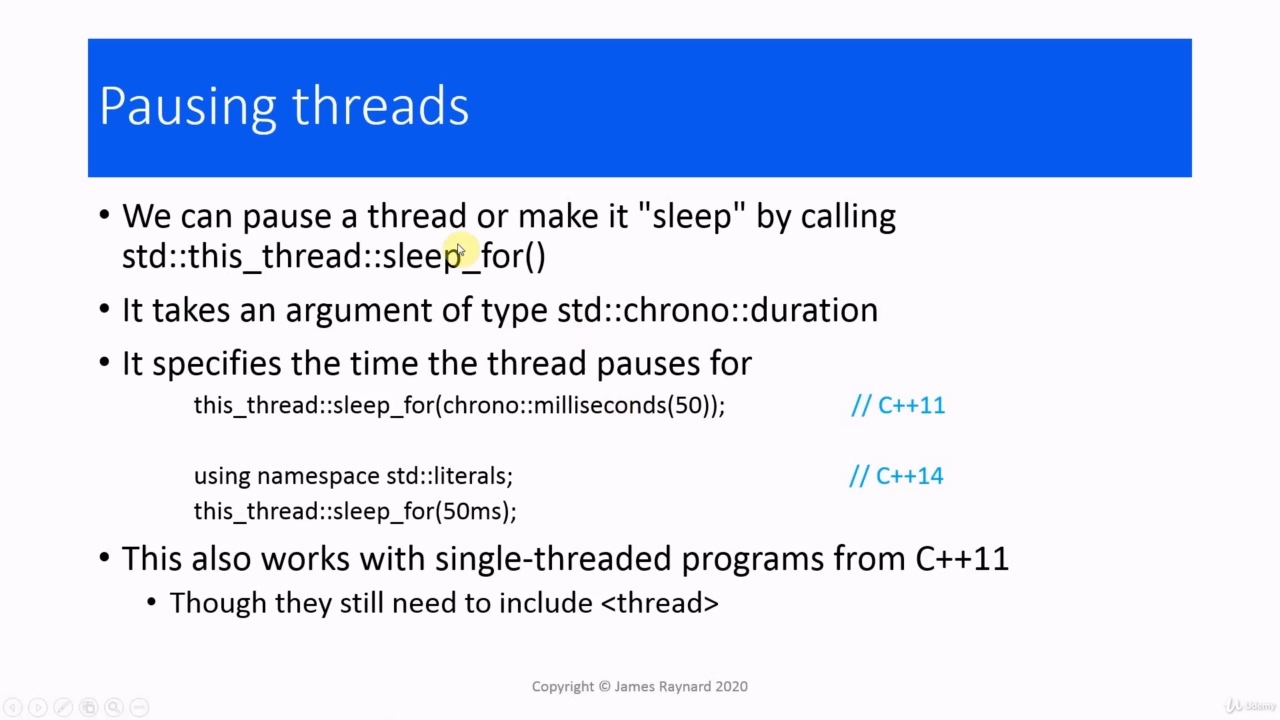 Pausing threads
• We can pause a thread or make it "sleep" by calling
std::this_thread::sleep_for()
• It takes an argument of type std::chrono::duration
• It specifies the time the thread pauses for
this_thread::sleep_for(chrono::milliseconds(50)); // C++11
using namespace std::literals; // C++14
this_thread::sleep_for(50ms);
• This also works with single-threaded programs from C++11
• Though they still need to include <thread>
Copyright © James Raynard 2020
Udemy